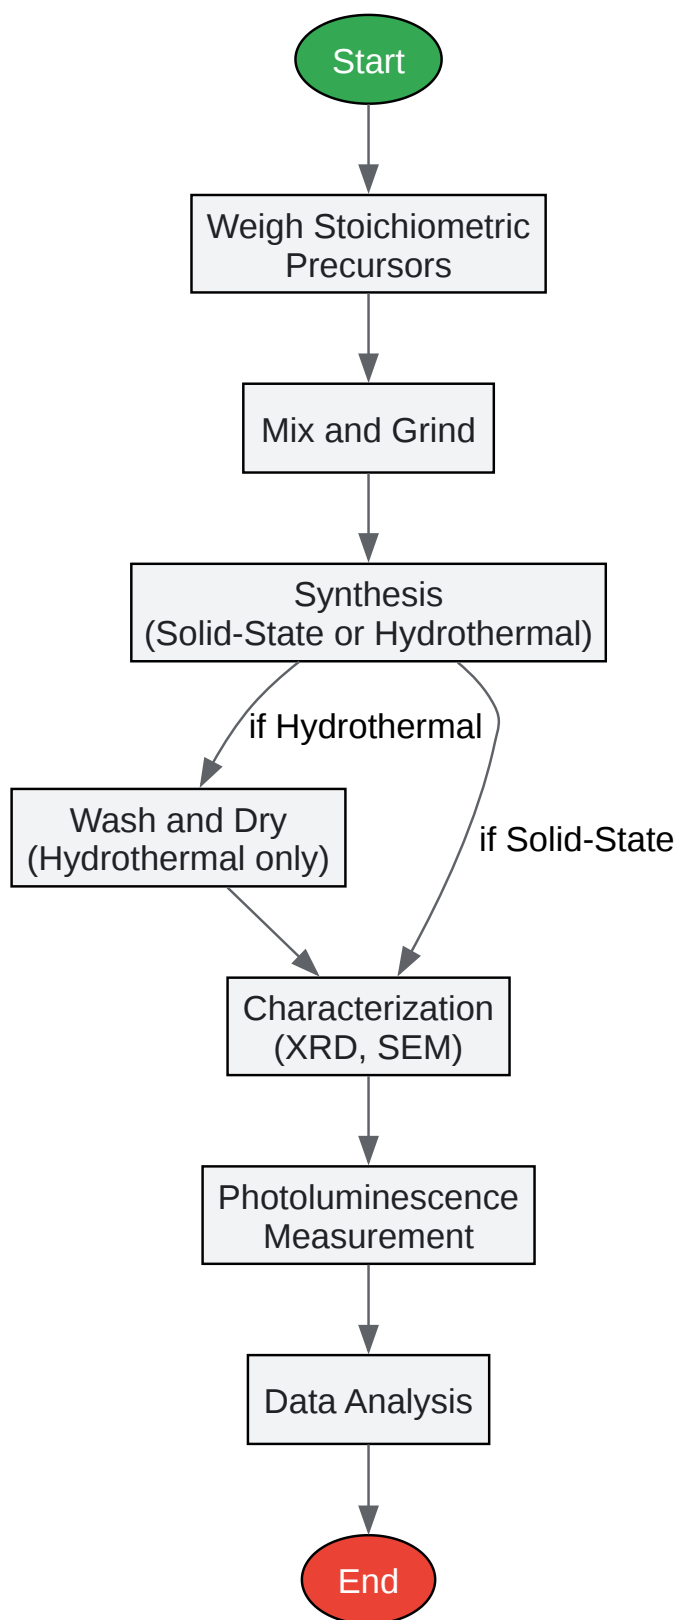 Start
Weigh Stoichiometric
Precursors
Mix and Grind
Synthesis
(Solid-State or Hydrothermal)
if Hydrothermal
Wash and Dry
(Hydrothermal only)
if Solid-State
Characterization
(XRD, SEM)
Photoluminescence
Measurement
Data Analysis
End